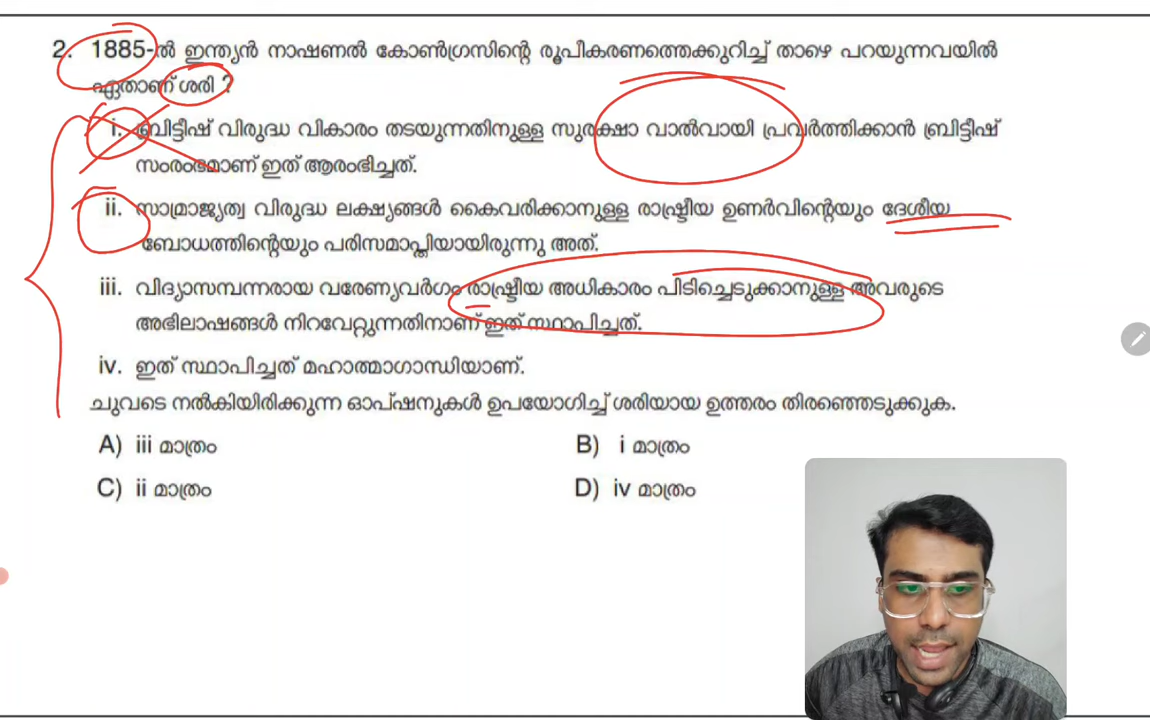 2. 1885-ൽ ഇന്ത്യൻ നാഷണൽ കോൺഗ്രസിന്റെ രൂപീകരണത്തെക്കുറിച്ച് താഴെ പറയുന്നവയിൽ
ഏതാണ് ശരി ?
i. ബ്രിട്ടീഷ് വിരുദ്ധ വികാരം തടയുന്നതിനുള്ള സുരക്ഷാ വാൽവായി പ്രവർത്തിക്കാൻ ബ്രിട്ടീഷ്
സംരംഭമാണ് ഇത് ആരംഭിച്ചത്.
ii. സാമ്രാജ്യത്വ വിരുദ്ധ ലക്ഷ്യങ്ങൾ കൈവരിക്കാനുള്ള രാഷ്ട്രീയ ഉണർവിന്റെയും ദേശീയ
ബോധത്തിന്റെയും പരിസമാപ്തിയായിരുന്നു അത്.
iii. വിദ്യാസമ്പന്നരായ വരേണ്യവർഗം രാഷ്ട്രീയ അധികാരം പിടിച്ചെടുക്കാനുള്ള അവരുടെ
അഭിലാഷങ്ങൾ നിറവേറ്റുന്നതിനാണ് ഇത് സ്ഥാപിച്ചത്.
iv. ഇത് സ്ഥാപിച്ചത് മഹാത്മാഗാന്ധിയാണ്.
ചുവടെ നൽകിയിരിക്കുന്ന ഓപ്ഷനുകൾ ഉപയോഗിച്ച് ശരിയായ ഉത്തരം തിരഞ്ഞെടുക്കുക.
A) iii മാത്രം B) i മാത്രം
C) ii മാത്രം D) iv മാത്രം